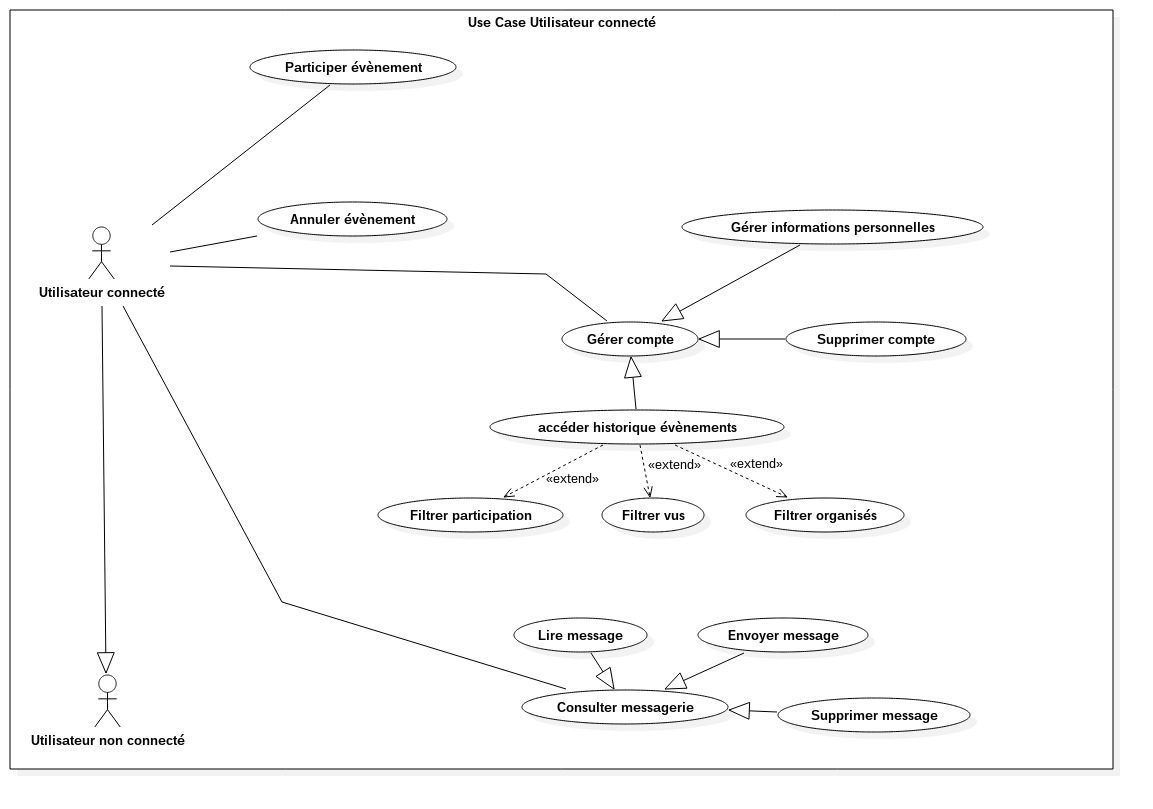 Use Case Utilisateur connecté
Participer évènement
Annuler évènement
Gérer informations personnelles
Utilisateur connecté
Gérer compte
Supprimer compte
accéder historique évènements
«extend»
«extend»
«extend»
Filtrer participation
Filtrer vus
Filtrer organisés
Lire message
Envoyer message
Consulter messagerie
Supprimer message
Utilisateur non connecté